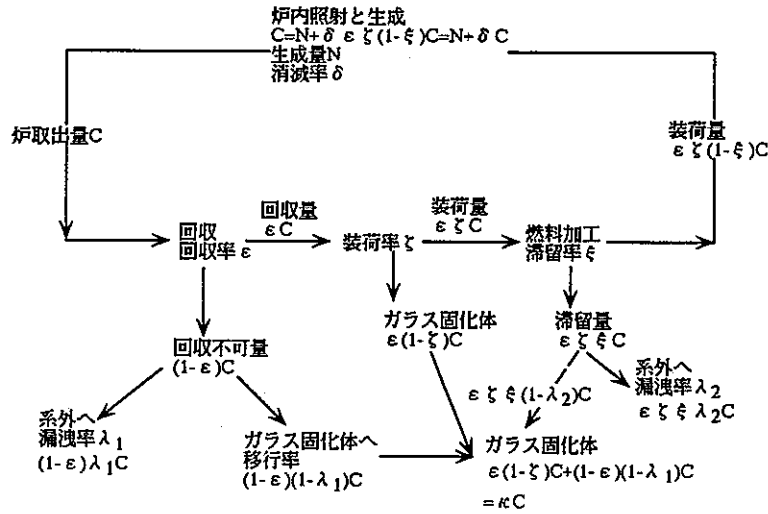 炉内照射と生成
C=N+δ ε ζ(1-ξ)C=N+δ C
生成量N
消滅率δ
炉取出量C
装荷量
ε ζ(1-ξ)C
回収
回収率 ε
回収量
ε C
装荷率 ζ
装荷量
ε ζ C
燃料加工
滞留率 ξ
回収不可量
(1-ε)C
ガラス固化体
ε(1-ζ)C
滞留量
ε ζ ξ C
系外へ
漏洩率 λ1
(1-ε)λ1C
ガラス固化体へ
移行率
(1-ε)(1-λ1)C
ε ζ ξ(1-λ2)C
系外へ
漏洩率 λ2
ε ζ ξ λ2C
ガラス固化体
ε(1-ζ)C+(1-ε)(1-λ1)C
=κC